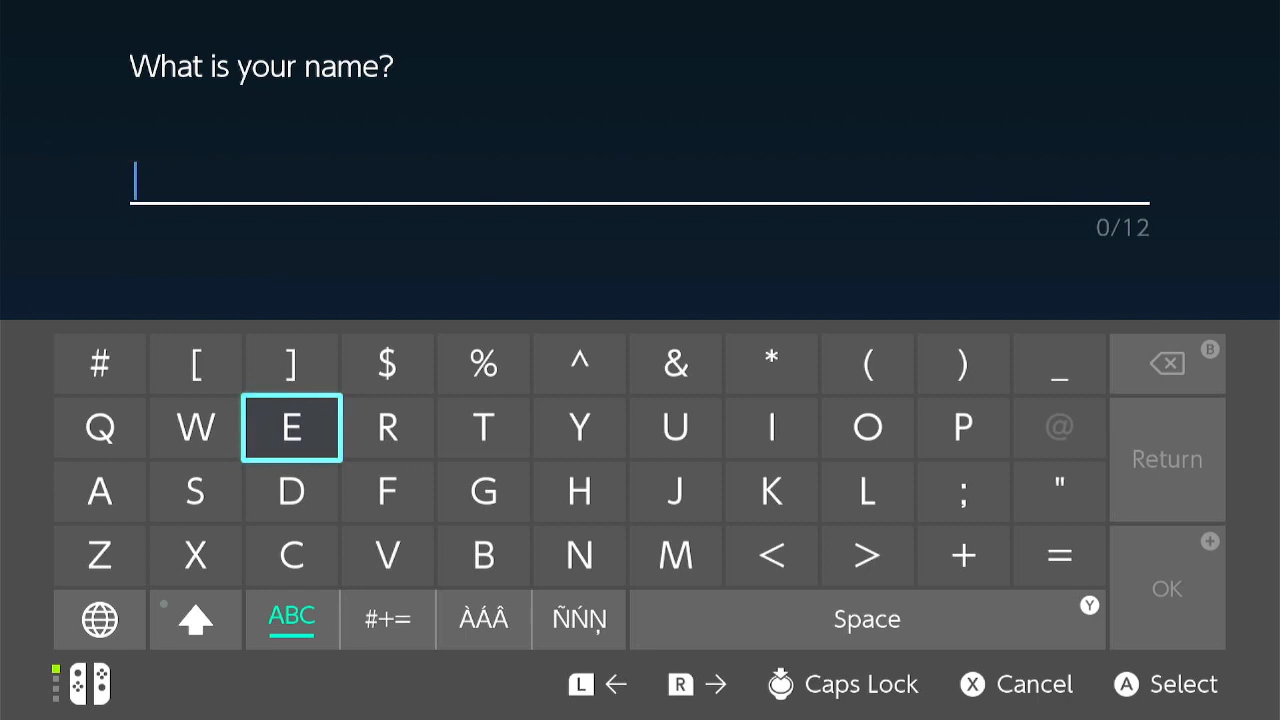 What is your name?
0/12
# [ ] $ % ^ & * ( ) _ B
Q W E R T Y U I O P @ Return
A S D F G H J K L ; "
Z X C V B N M < > + = + OK
ABC #+= ÀÁÂ ÑŃŅ Space Y
L ← R → Caps Lock X Cancel A Select